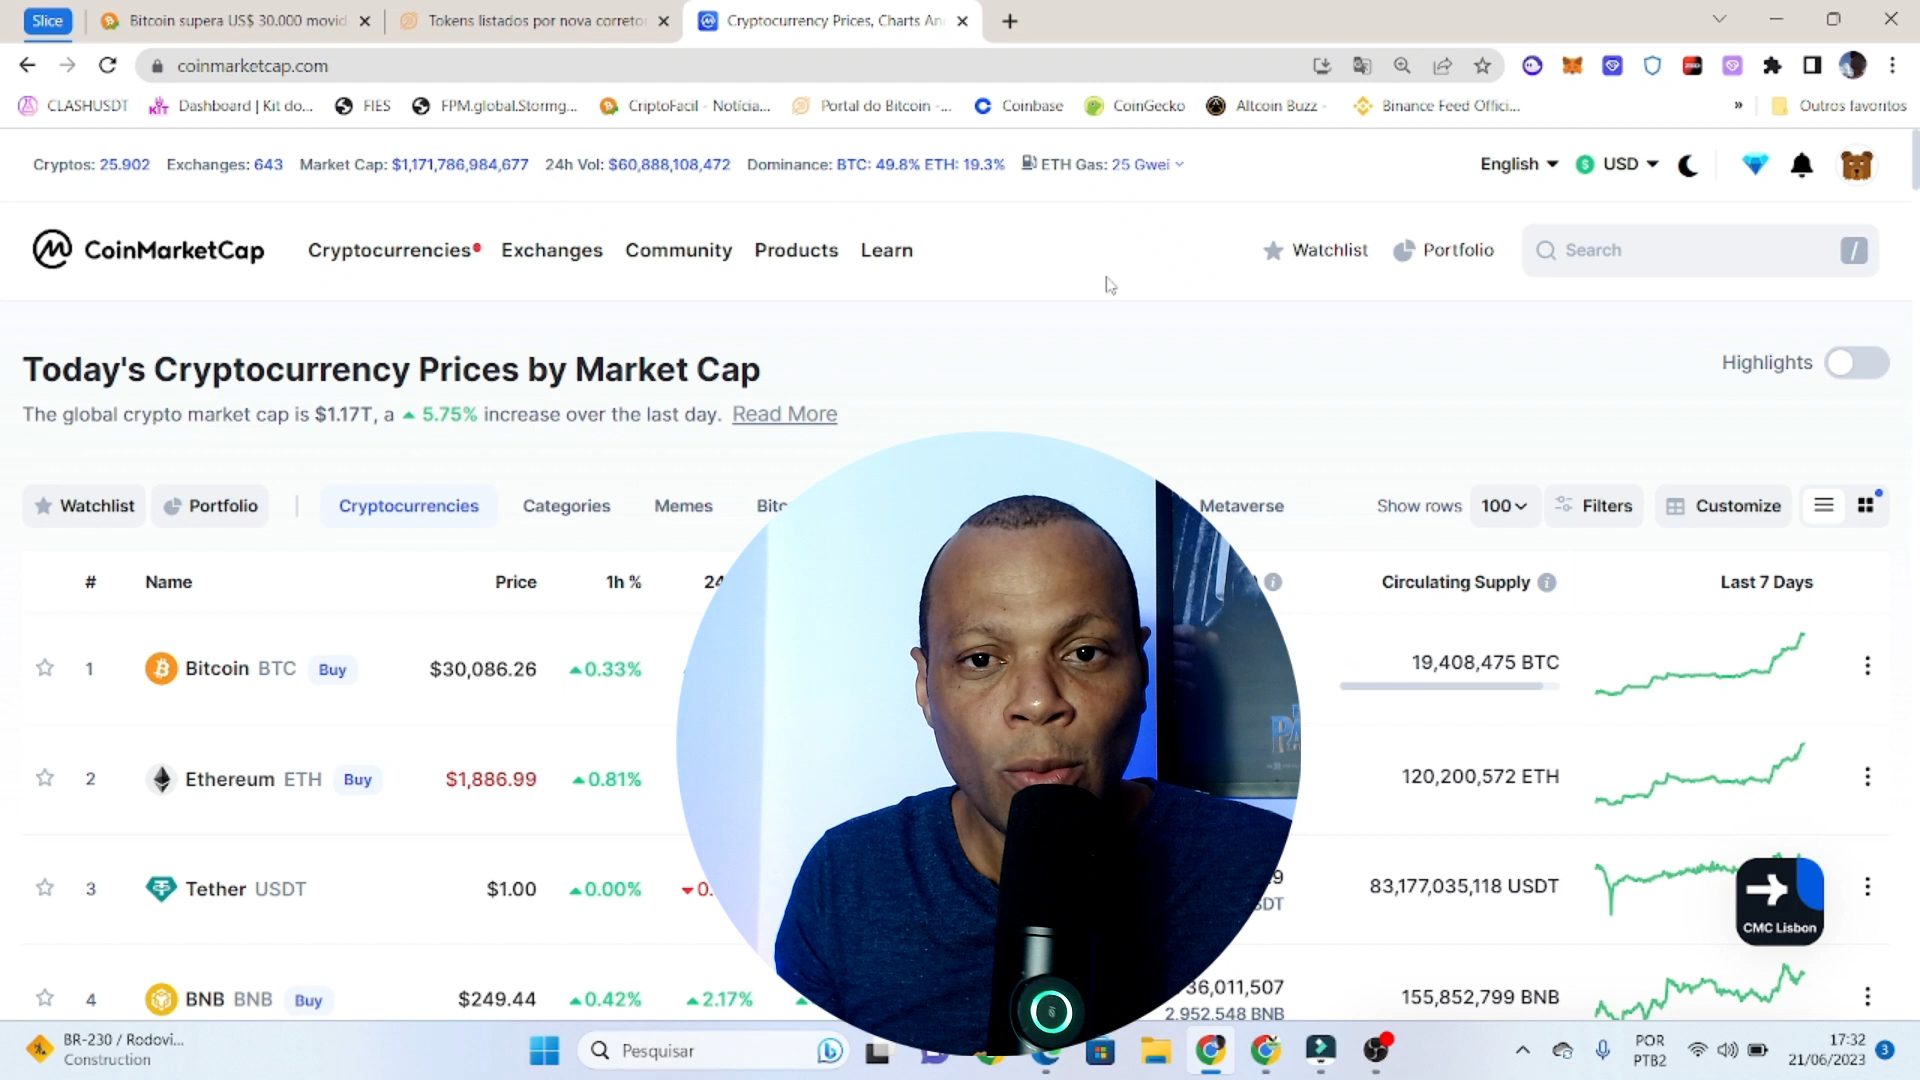 Slice
Bitcoin supera US$ 30.000 movid
Tokens listados por nova correto
Cryptocurrency Prices, Charts An
coinmarketcap.com
CLASHUSDT
Dashboard | Kit do...
FIES
FPM.global.Stormg...
CriptoFacil - Notícia...
Portal do Bitcoin -...
Coinbase
CoinGecko
Altcoin Buzz -
Binance Feed Offici...
»
Outros favoritos
Cryptos: 25.902 Exchanges: 643 Market Cap: $1,171,786,984,677 24h Vol: $60,888,108,472 Dominance: BTC: 49.8% ETH: 19.3% ETH Gas: 25 Gwei
English
USD
CoinMarketCap
Cryptocurrencies Exchanges Community Products Learn
Watchlist
Portfolio
Search
/
Today's Cryptocurrency Prices by Market Cap
Highlights
The global crypto market cap is $1.17T, a 5.75% increase over the last day. Read More
Watchlist Portfolio
Cryptocurrencies Categories Memes Bitc
Metaverse
Show rows 100 Filters Customize
# Name Price 1h % 24
Circulating Supply Last 7 Days
1 Bitcoin BTC Buy $30,086.26 0.33%
19,408,475 BTC
2 Ethereum ETH Buy $1,886.99 0.81%
120,200,572 ETH
3 Tether USDT $1.00 0.00% 0.
83,177,035,118 USDT
CMC Lisbon
4 BNB BNB Buy $249.44 0.42% 2.17%
36,011,507
2,952,548 BNB
155,852,799 BNB
BR-230 / Rodovi...
Construction
Pesquisar
POR
PTB2
17:32
21/06/2023
3